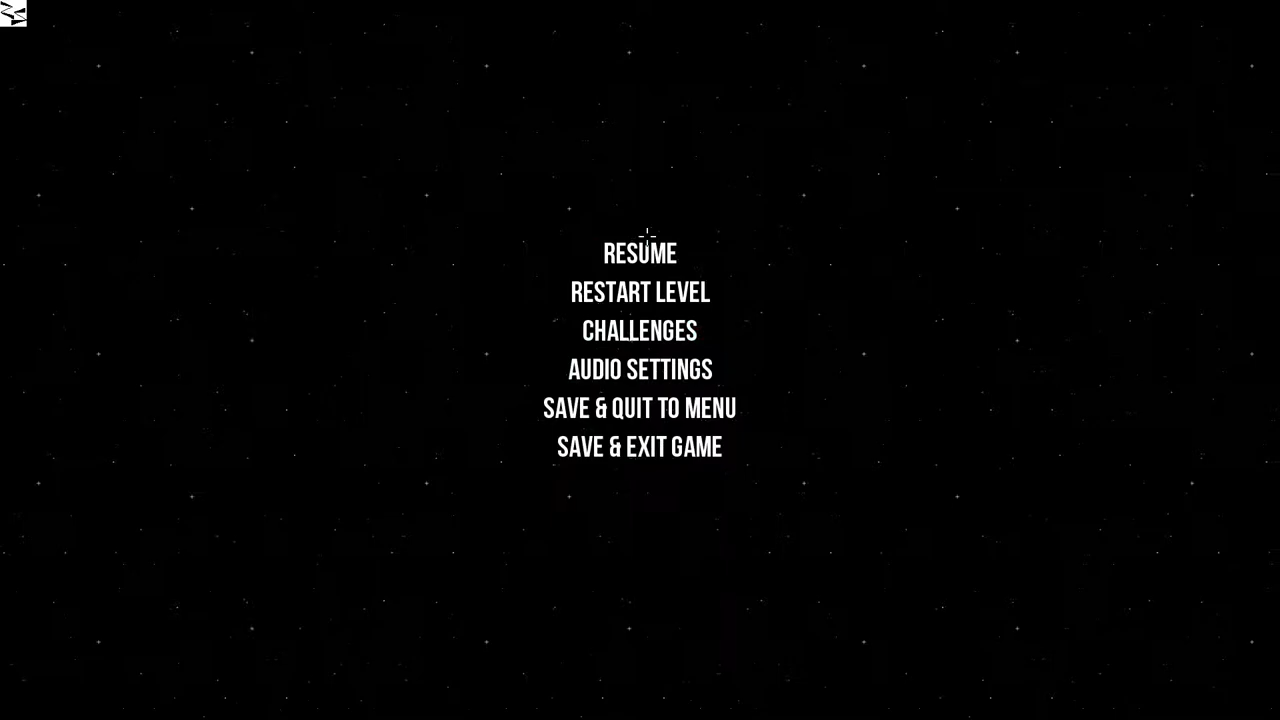 RESUME
RESTART LEVEL
CHALLENGES
AUDIO SETTINGS
SAVE & QUIT TO MENU
SAVE & EXIT GAME